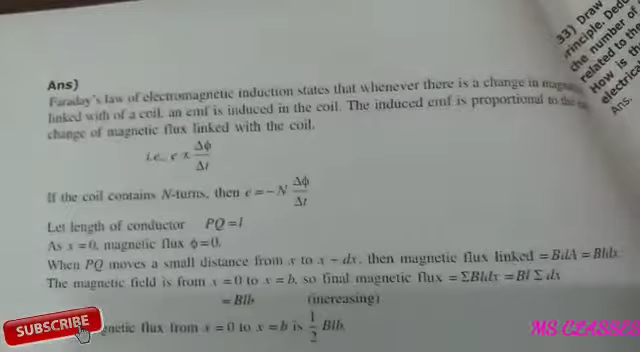 Ans)
Faraday's law of electromagnetic induction states that whenever there is a change in
linked with of a coil, an emf is induced in the coil. The induced emf is proportional to the
change of magnetic flux linked with the coil.
i.e., e ∝ Δϕ/Δt
If the coil contains N-turns, then e = -N Δϕ/Δt
Let length of conductor PQ=l
As x=0, magnetic flux ϕ=0.
When PQ moves a small distance from x to x - dx, then magnetic flux linked = BdA = Bldx
The magnetic field is from x=0 to x=b, so final magnetic flux = ΣBldx = Bl Σ dx
= Blb (increasing)
flux from x=0 to x=b is 1/2 Blb.
33) Draw
principle. Dedu
the number of
related to the
How is the
electrical
Ans.
SUBSCRIBE
MS CLASSES